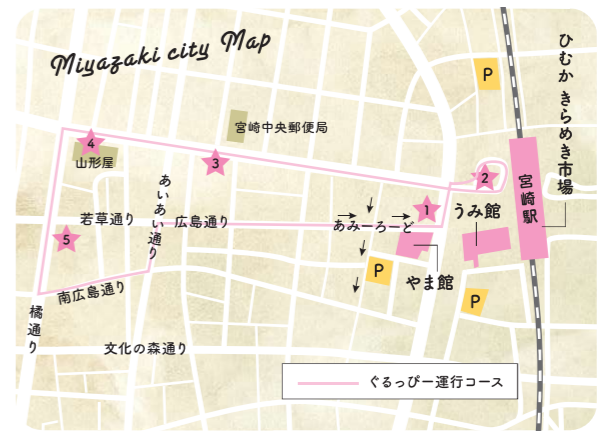 Miyazaki city Map
P
ひむかきらめき市場
宮崎中央郵便局
4
山形屋
3
2
宮崎駅
あいあい通り
1
うみ館
若草通り
広島通り
あみーろーど
5
やま館
P
P
南広島通り
橘通り
文化の森通り
ぐるっぴー運行コース